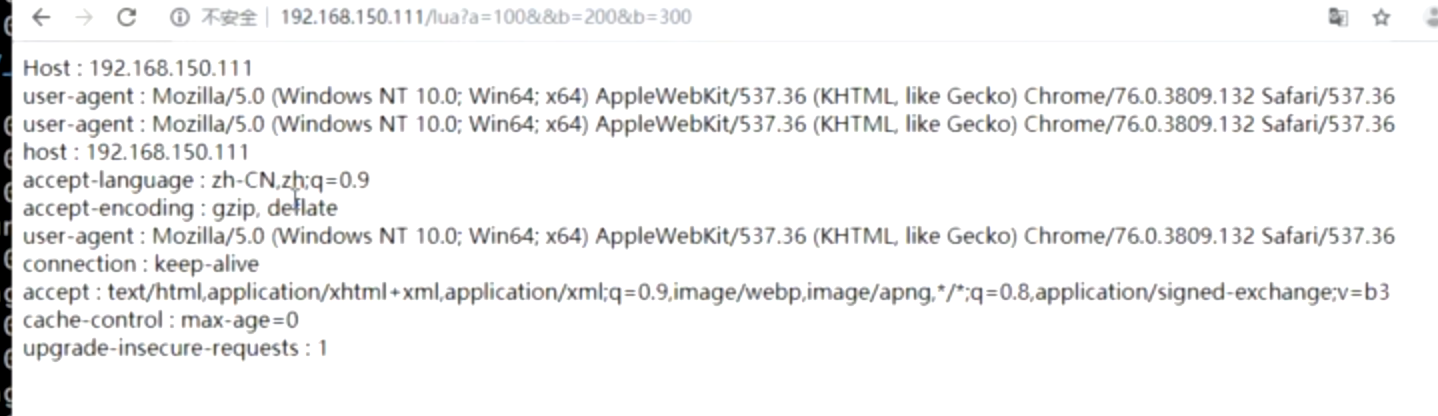 不安全 192.168.150.111/lua?a=100&&b=200&b=300
Host : 192.168.150.111
user-agent : Mozilla/5.0 (Windows NT 10.0; Win64; x64) AppleWebKit/537.36 (KHTML, like Gecko) Chrome/76.0.3809.132 Safari/537.36
user-agent : Mozilla/5.0 (Windows NT 10.0; Win64; x64) AppleWebKit/537.36 (KHTML, like Gecko) Chrome/76.0.3809.132 Safari/537.36
host : 192.168.150.111
accept-language : zh-CN,zh;q=0.9
accept-encoding : gzip, deflate
user-agent : Mozilla/5.0 (Windows NT 10.0; Win64; x64) AppleWebKit/537.36 (KHTML, like Gecko) Chrome/76.0.3809.132 Safari/537.36
connection : keep-alive
accept : text/html,application/xhtml+xml,application/xml;q=0.9,image/webp,image/apng,*/*;q=0.8,application/signed-exchange;v=b3
cache-control : max-age=0
upgrade-insecure-requests : 1